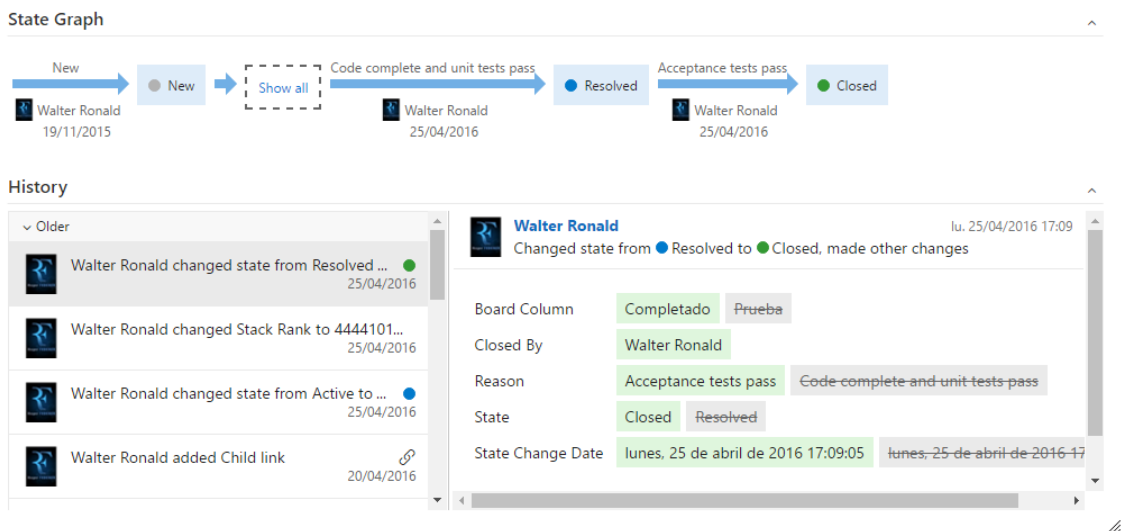 State Graph
New
Code complete and unit tests pass
Acceptance tests pass
New
Show all
Resolved
Closed
Walter Ronald
Walter Ronald
Walter Ronald
19/11/2015
25/04/2016
25/04/2016
History
Older
Walter Ronald changed state from Resolved ...
25/04/2016
Walter Ronald changed Stack Rank to 4444101...
25/04/2016
Walter Ronald changed state from Active to ...
25/04/2016
Walter Ronald added Child link
20/04/2016
Walter Ronald
lu. 25/04/2016 17:09
Changed state from Resolved to Closed, made other changes
Board Column Completado Prueba
Closed By Walter Ronald
Reason Acceptance tests pass Code complete and unit tests pass
State Closed Resolved
State Change Date lunes, 25 de abril de 2016 17:09:05 lunes, 25 de abril de 2016 17